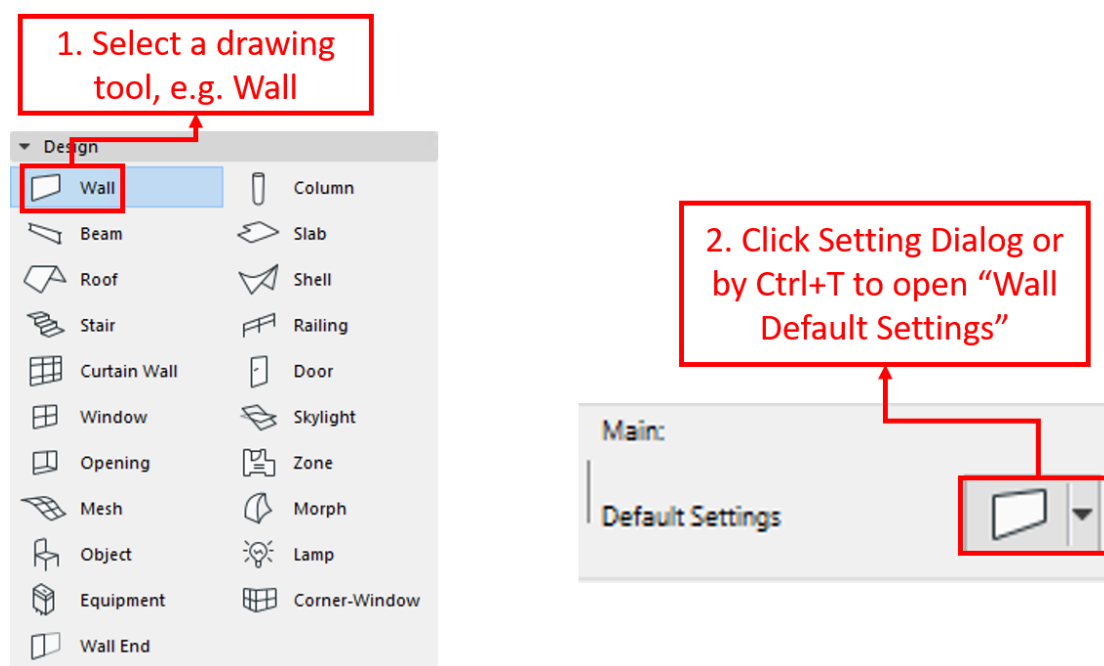 1. Select a drawing
tool, e.g. Wall
Design
Wall
Column
Beam
Slab
Roof
Shell
Stair
Railing
Curtain Wall
Door
Window
Skylight
Opening
Zone
Mesh
Morph
Object
Lamp
Equipment
Corner-Window
Wall End
2. Click Setting Dialog or
by Ctrl+T to open “Wall
Default Settings”
Main:
Default Settings